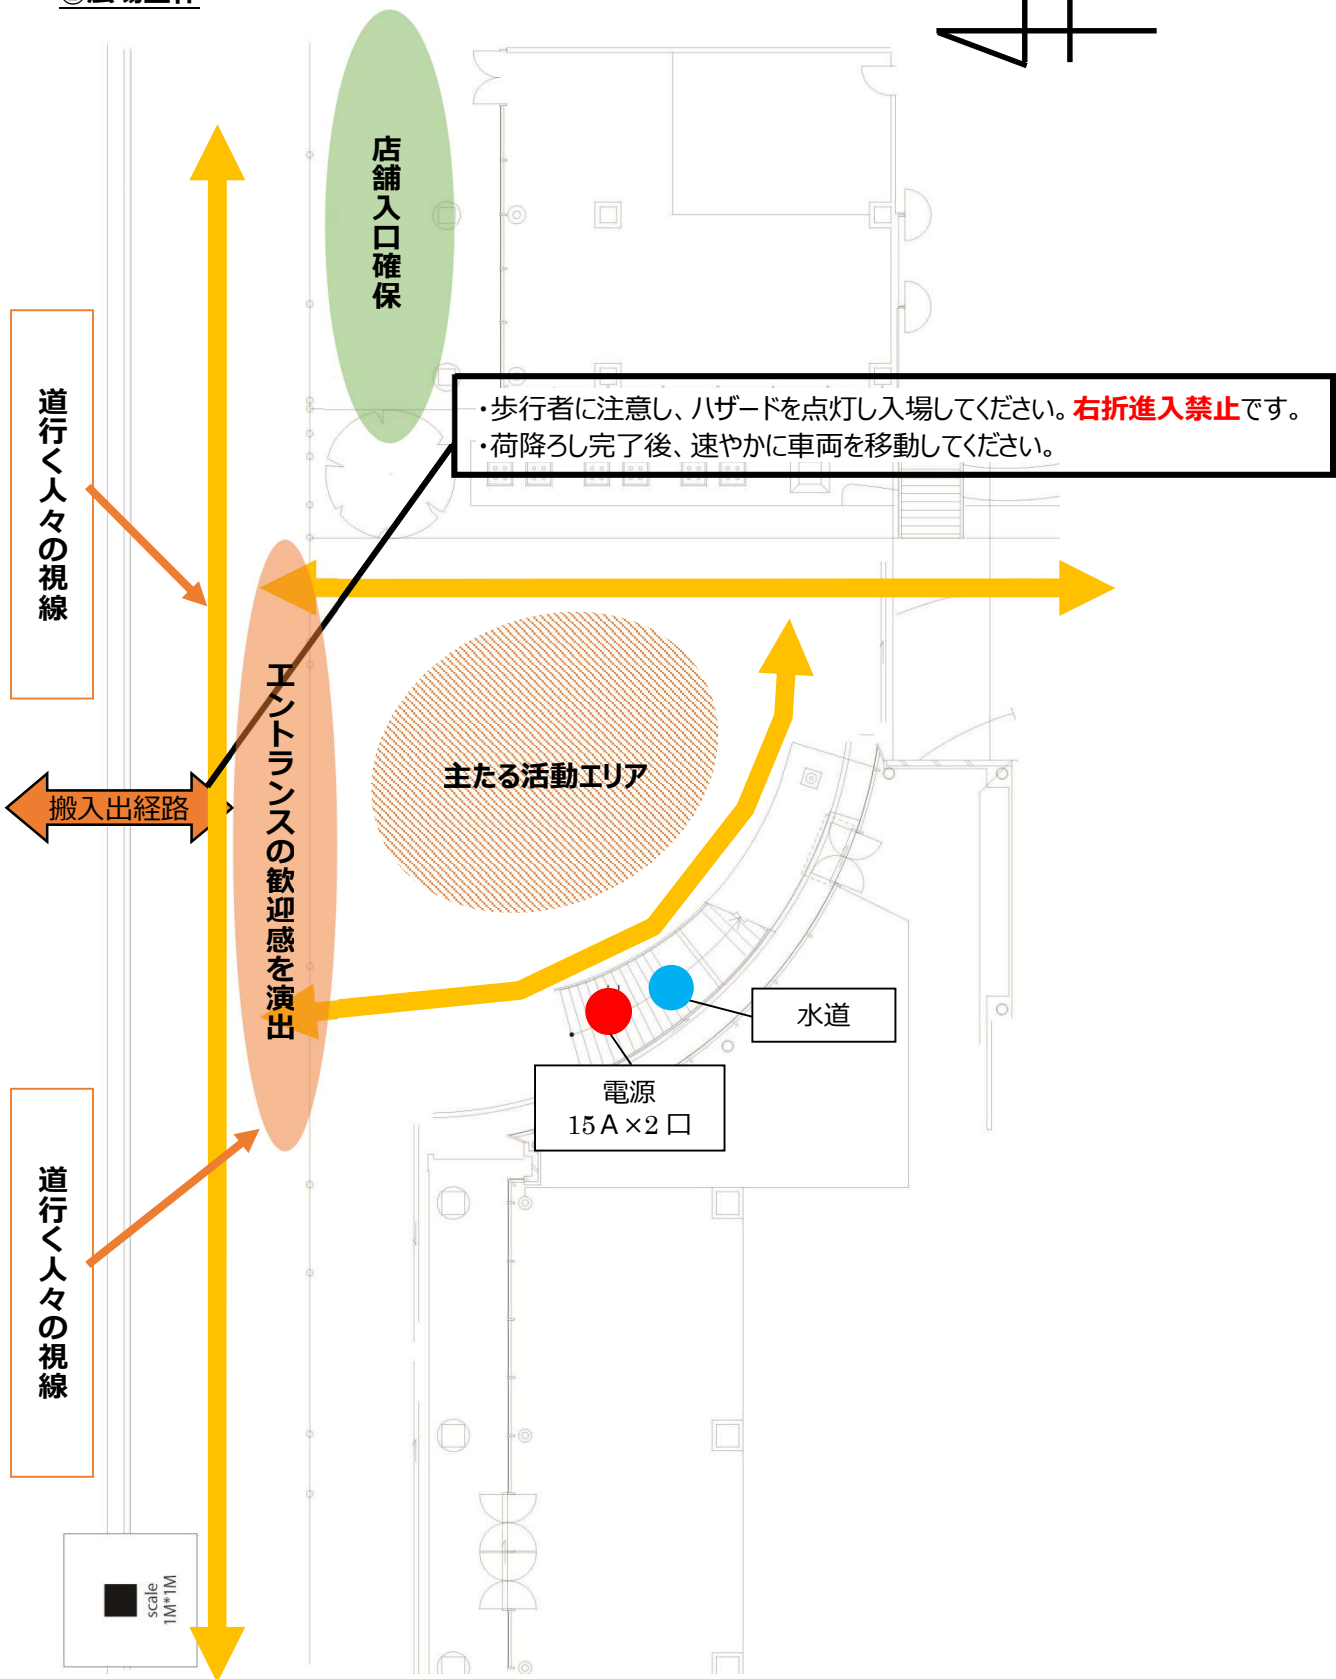 店舗入口確保
・歩行者に注意し、ハザードを点灯し入場してください。右折進入禁止です。
・荷降ろし完了後、速やかに車両を移動してください。
道行く人々の視線
エントランスの歓迎感を演出
主たる活動エリア
搬入出経路
水道
電源
15A×2口
道行く人々の視線
scale
1M*1M